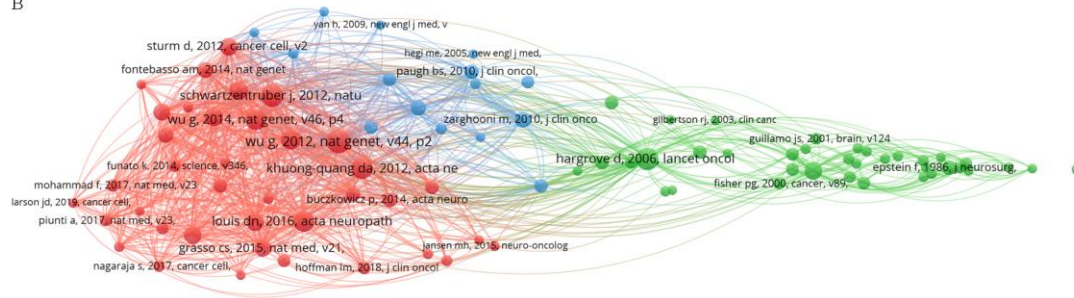 B
yan h, 2009, new engl j med, v
sturm d, 2012, cancer cell, v2
hegi me, 2005, new engl j med,
fontebasso am, 2014, nat genet
paugh bs, 2010, j clin oncol,
schwartzentruber j, 2012, natu
wu g, 2014, nat genet, v46, p4
zarghooni m, 2010, j clin onco
gilbertson rj, 2003, clin canc
wu g, 2012, nat genet, v44, p2
guillamo js, 2001, brain, v124
hargrove d, 2006, lancet oncol
funato k, 2014, science, v346,
khuong-quang da, 2012, acta ne
epstein f, 1986, j neurosurg,
mohammad f, 2017, nat med, v23
fisher pg, 2000, cancer, v89,
larson jd, 2019, cancer cell,
buczkowicz p, 2014, acta neuro
piunti a, 2017, nat med, v23,
louis dn, 2016, acta neuropath
grasso cs, 2015, nat med, v21,
jansen mh, 2015, neuro-oncolog
nagaraja s, 2017, cancer cell,
hoffman lm, 2018, j clin oncol